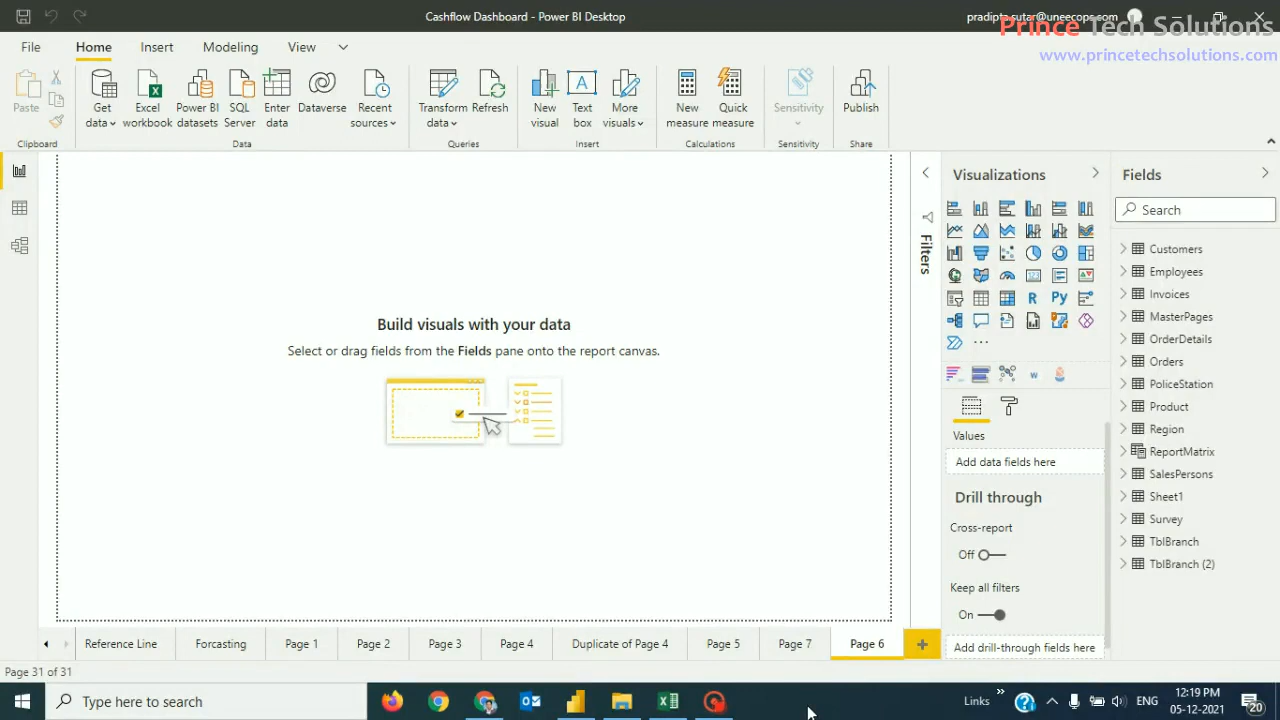 Cashflow Dashboard - Power BI Desktop
Prince Tech Solutions
www.princetechsolutions.com
File Home Insert Modeling View
Paste
Get data
Excel workbook
Power BI datasets
SQL Server
Enter data
Dataverse
Recent sources
Transform data
Refresh
New visual
Text box
More visuals
New measure
Quick measure
Sensitivity
Publish
Clipboard
Data
Queries
Insert
Calculations
Sensitivity
Share
Build visuals with your data
Select or drag fields from the Fields pane onto the report canvas.
Filters
Visualizations
R
Py
123
w
Values
Add data fields here
Drill through
Cross-report
Off
Keep all filters
On
Add drill-through fields here
Fields
Search
Customers
Employees
Invoices
MasterPages
OrderDetails
Orders
PoliceStation
Product
Region
ReportMatrix
SalesPersons
Sheet1
Survey
TblBranch
TblBranch (2)
Reference Line
Forcasting
Page 1
Page 2
Page 3
Page 4
Duplicate of Page 4
Page 5
Page 7
Page 6
Page 31 of 31
Type here to search
Links
ENG
12:19 PM
05-12-2021
20